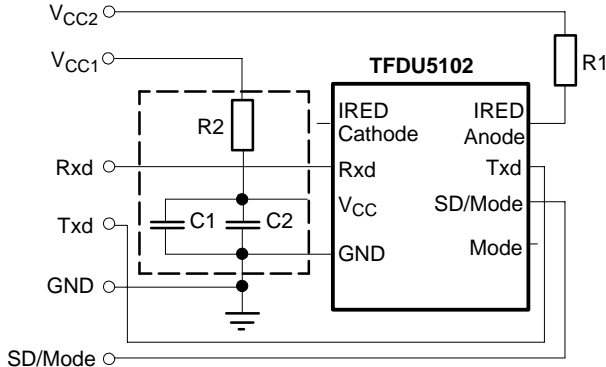 VCC2
VCC1
TFDU5102
R1
R2
IRED
Cathode
IRED
Anode
Rxd
Rxd
Txd
VCC
SD/Mode
C1
C2
Txd
GND
Mode
GND
SD/Mode